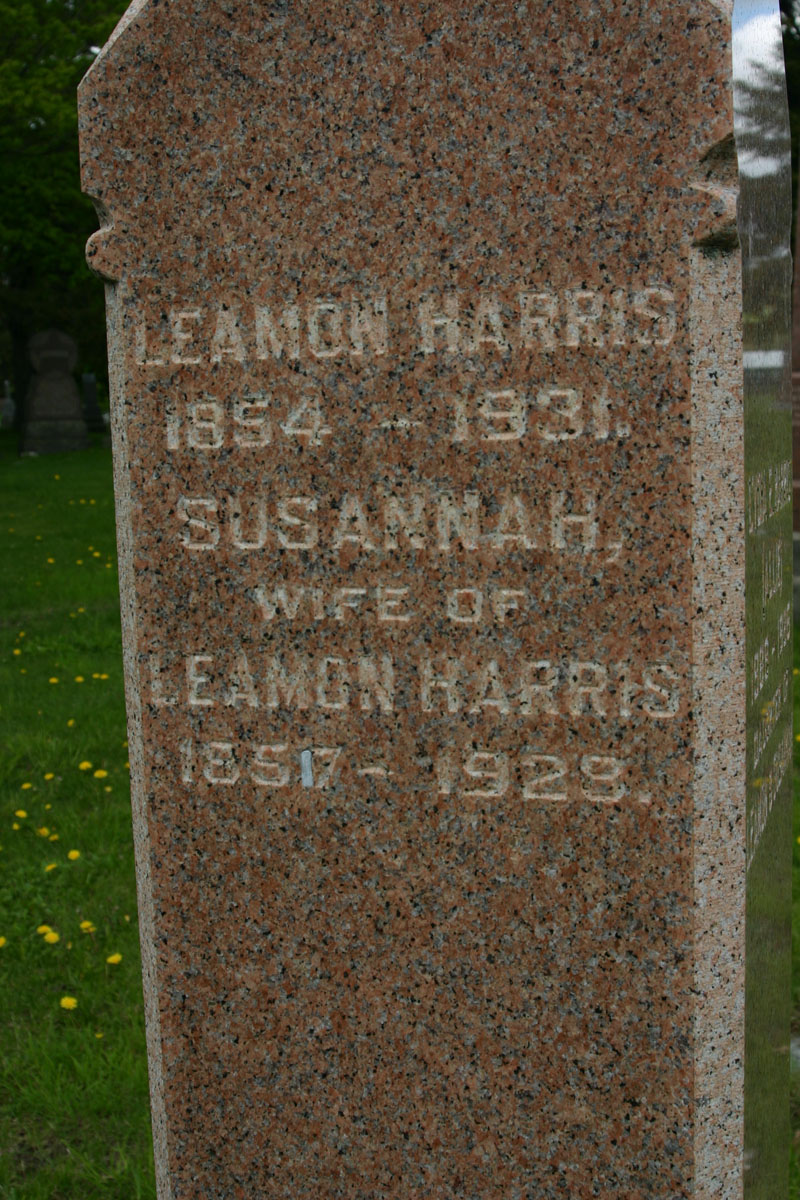 LEAMON HARRIS
1854 - 1931.
SUSANNAH,
WIFE OF
LEAMON HARRIS
1857 - 1928.